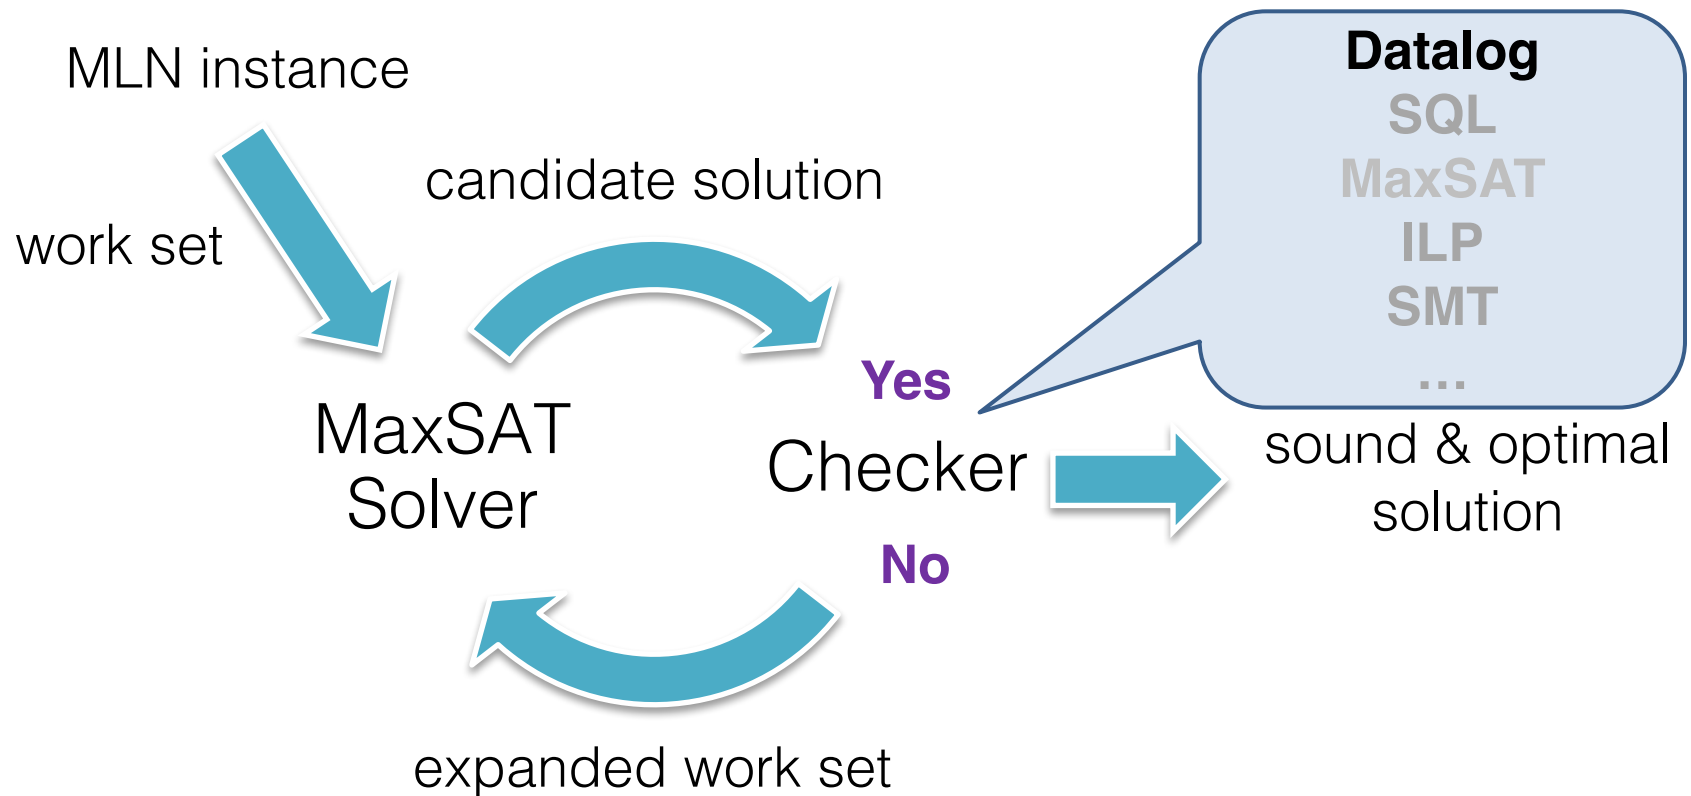 MLN instance
work set
candidate solution
Datalog
SQL
MaxSAT
ILP
SMT
...
MaxSAT
Solver
Yes
Checker
No
sound & optimal
solution
expanded work set